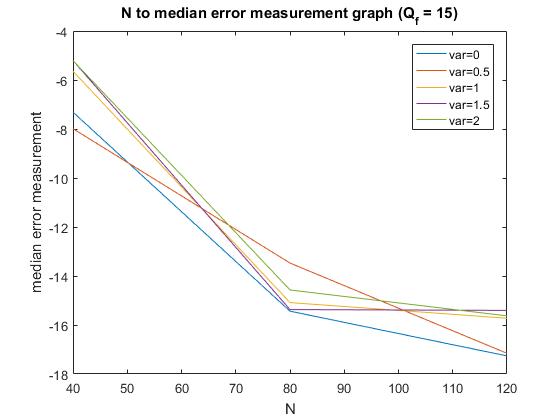 N to median error measurement graph (Q_f = 15)
-4
-6
-8
-10
-12
-14
-16
-18
median error measurement
var=0
var=0.5
var=1
var=1.5
var=2
40 50 60 70 80 90 100 110 120
N